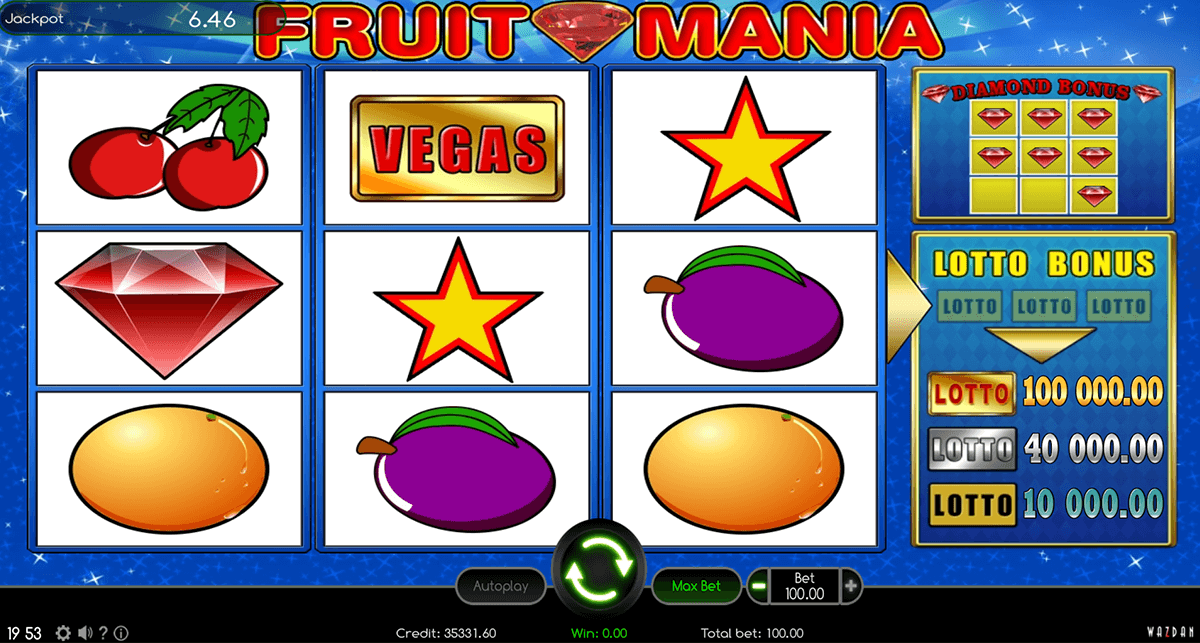 Jackpot 6.46
FRUIT MANIA
VEGAS
DIAMOND BONUS
LOTTO BONUS
LOTTO LOTTO LOTTO
LOTTO 100 000.00
LOTTO 40 000.00
LOTTO 10 000.00
Autoplay
Max Bet
Bet
100.00
19 53
?
Credit: 35331.60
Win: 0.00
Total bet: 100.00
WAZDAN